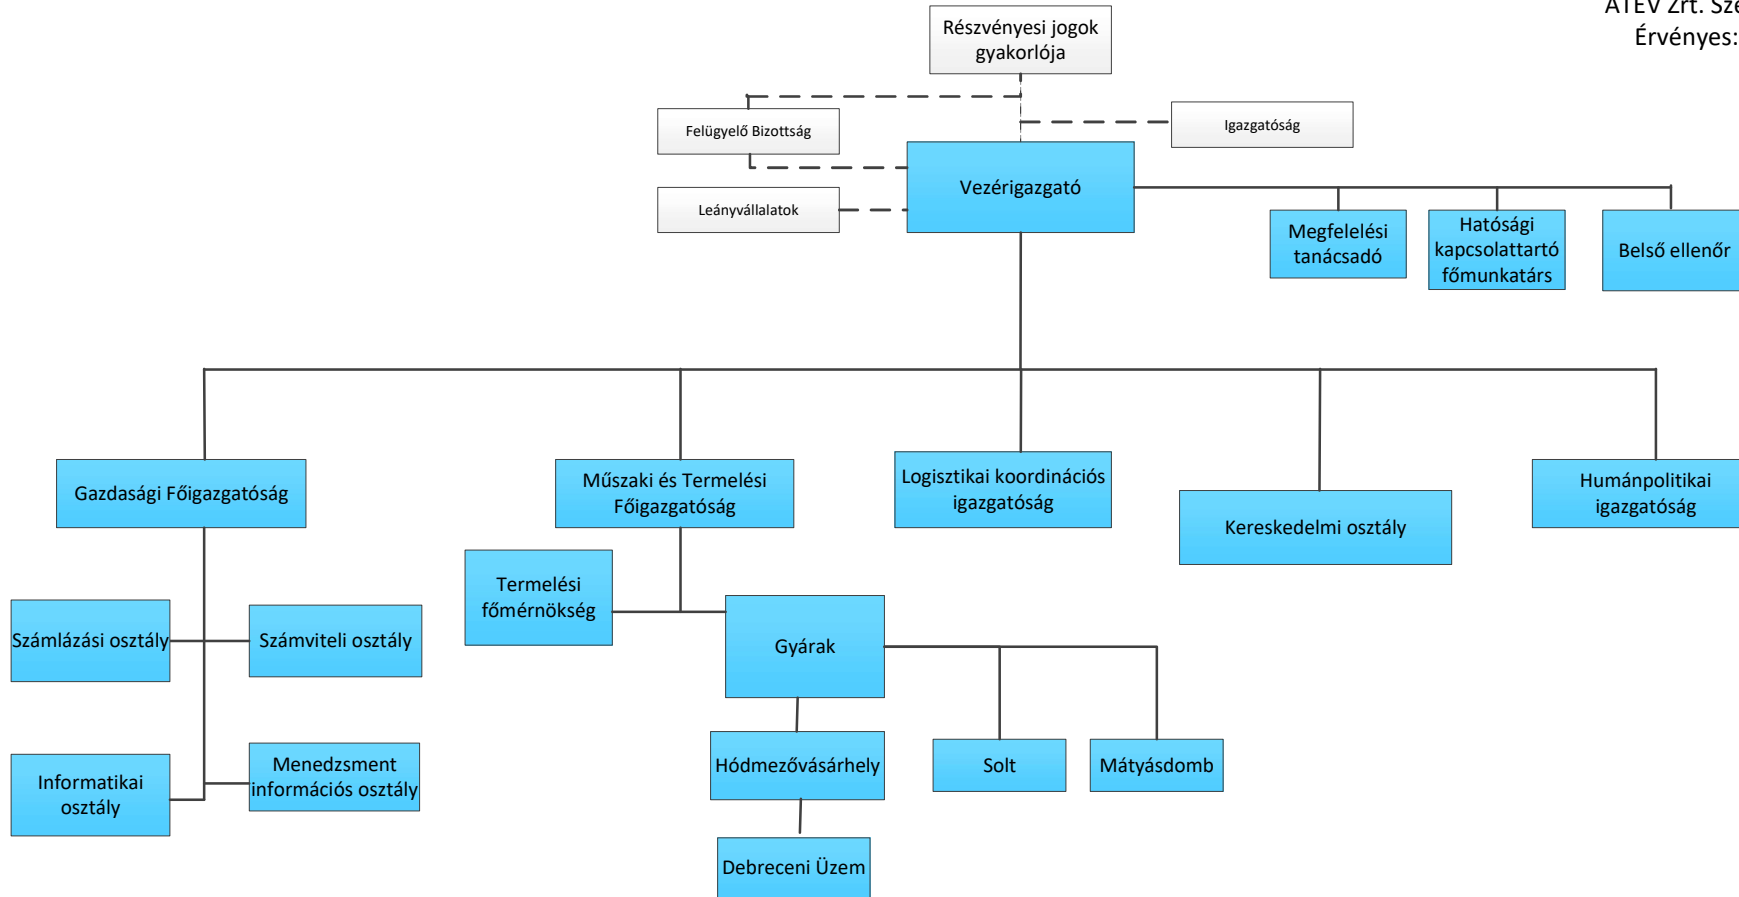 ATEV Zrt.
Érvényes:
Részvényesi jogok
gyakorlója
Felügyelő Bizottság
Igazgatóság
Vezérigazgató
Leányvállalatok
Megfelelési
tanácsadó
Hatósági
kapcsolattartó
főmunkatárs
Belső ellenőr
Gazdasági Főigazgatóság
Műszaki és Termelési
Főigazgatóság
Logisztikai koordinációs
igazgatóság
Kereskedelmi osztály
Humánpolitikai
igazgatóság
Termelési
főmérnökség
Számlázási osztály
Számviteli osztály
Gyárak
Informatikai
osztály
Menedzsment
információs osztály
Hódmezővásárhely
Solt
Mátyásdomb
Debreceni Üzem